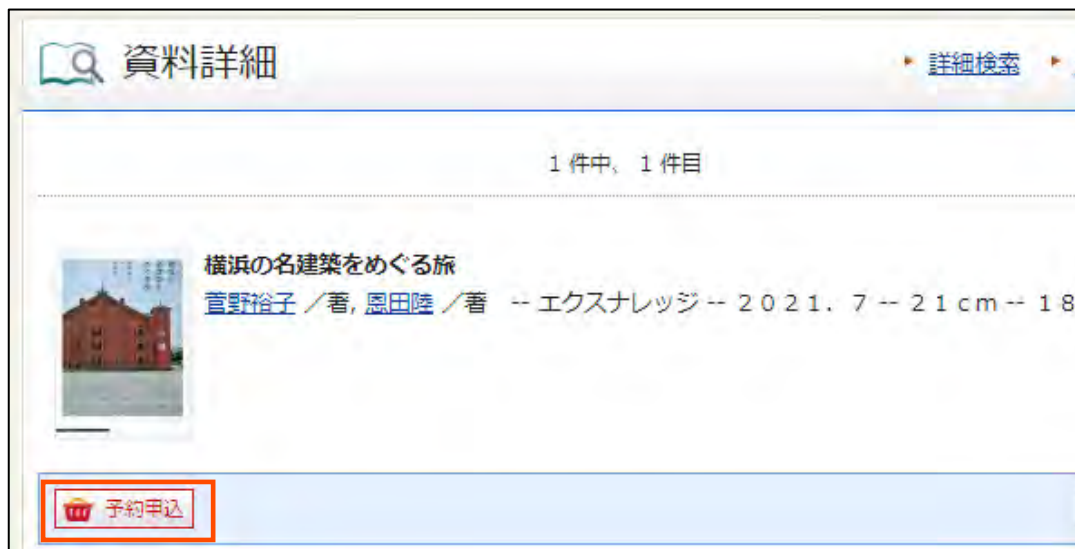 資料詳細
詳細検索
1 件中、 1 件目
横浜の名建築をめぐる旅
菅野裕子 ／著, 恩田陸 ／著 -- エクスナレッジ -- ２０２１．７ -- ２１ｃｍ -- １８
予約申込